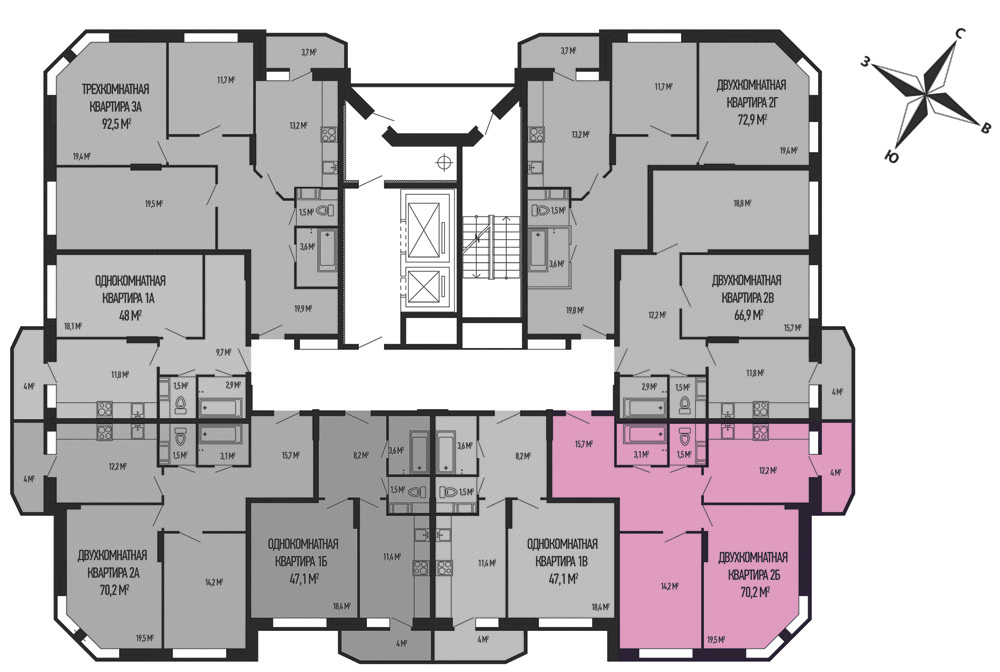 ТРЕХКОМНАТНАЯ
КВАРТИРА 3А
92,5 М²
19,4 М²
11,7 М²
3,7 М²
13,2 М²
19,5 М²
1,5 М²
3,6 М²
19,9 М²
3,7 М²
11,7 М²
13,2 М²
ДВУХКОМНАТНАЯ
КВАРТИРА 2Г
72,9 М²
19,4 М²
18,8 М²
1,5 М²
3,6 М²
19,8 М²
С
З
В
Ю
ОДНОКОМНАТНАЯ
КВАРТИРА 1А
48 М²
18,1 М²
9,7 М²
11,8 М²
4 М²
1,5 М²
2,9 М²
ДВУХКОМНАТНАЯ
КВАРТИРА 2В
66,9 М²
15,7 М²
12,2 М²
2,9 М²
1,5 М²
11,8 М²
4 М²
4 М²
12,2 М²
1,5 М²
3,1 М²
15,7 М²
ДВУХКОМНАТНАЯ
КВАРТИРА 2А
70,2 М²
19,5 М²
14,2 М²
8,2 М²
3,6 М²
1,5 М²
ОДНОКОМНАТНАЯ
КВАРТИРА 1Б
47,1 М²
18,4 М²
11,4 М²
4 М²
3,6 М²
1,5 М²
8,2 М²
11,4 М²
ОДНОКОМНАТНАЯ
КВАРТИРА 1В
47,1 М²
18,4 М²
4 М²
15,7 М²
3,1 М²
1,5 М²
12,2 М²
4 М²
14,2 М²
ДВУХКОМНАТНАЯ
КВАРТИРА 2Б
70,2 М²
19,5 М²